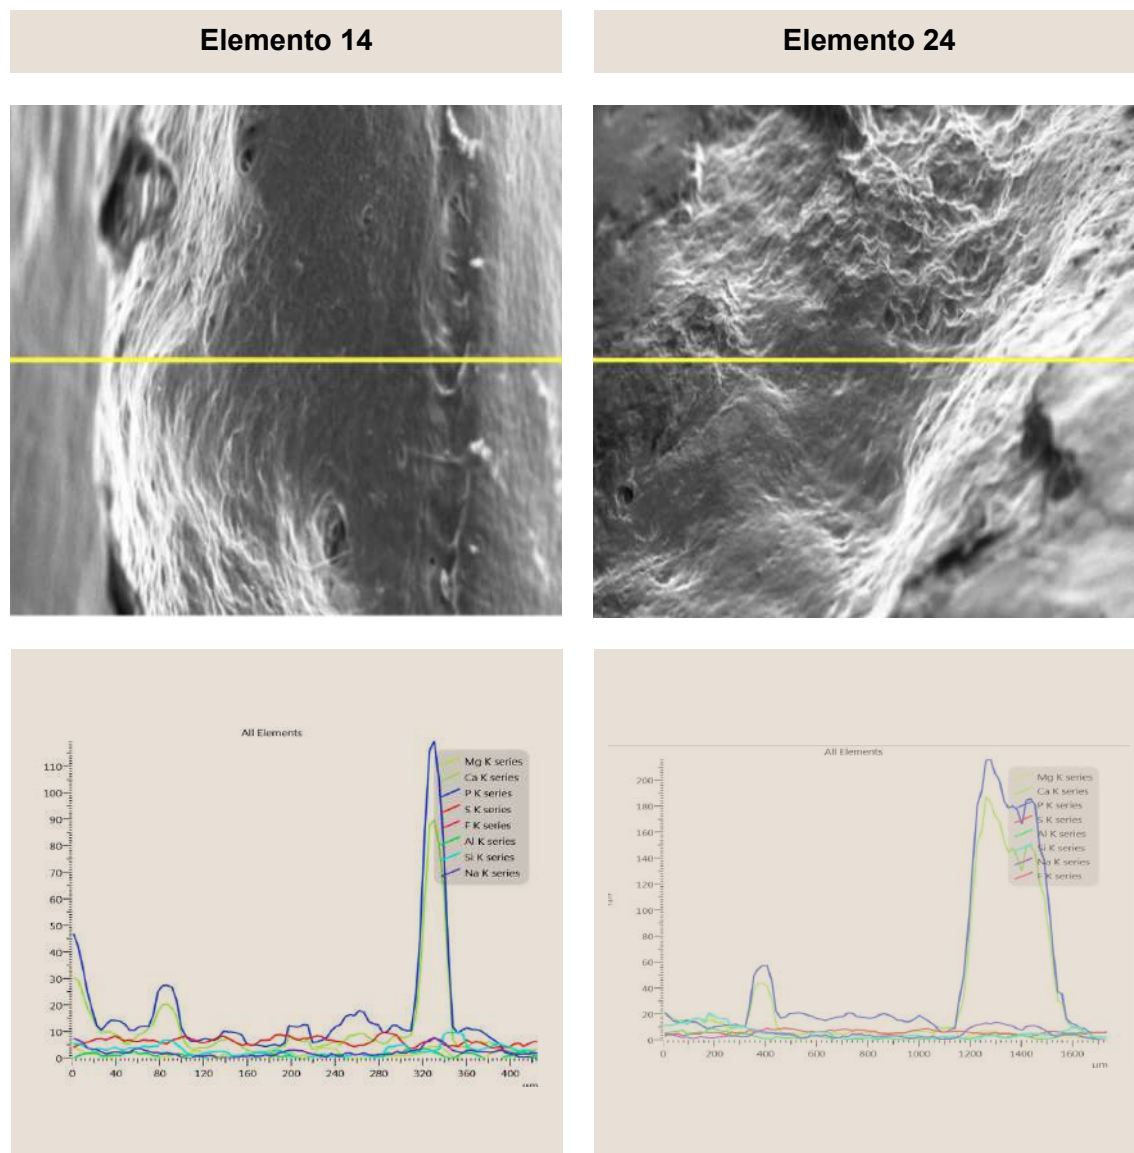 Elemento 14
Elemento 24
All Elements
110
100
90
80
70
60
50
40
30
20
10
0
0 40 80 120 160 200 240 280 320 360 400
um
Mg K series
Ca K series
P K series
S K series
F K series
Al K series
Si K series
Na K series
All Elements
200
180
160
140
120
100
80
60
40
20
0
0 200 400 600 800 1000 1200 1400 1600
um
Mg K series
Ca K series
P K series
S K series
Al K series
Si K series
Na K series
F K series